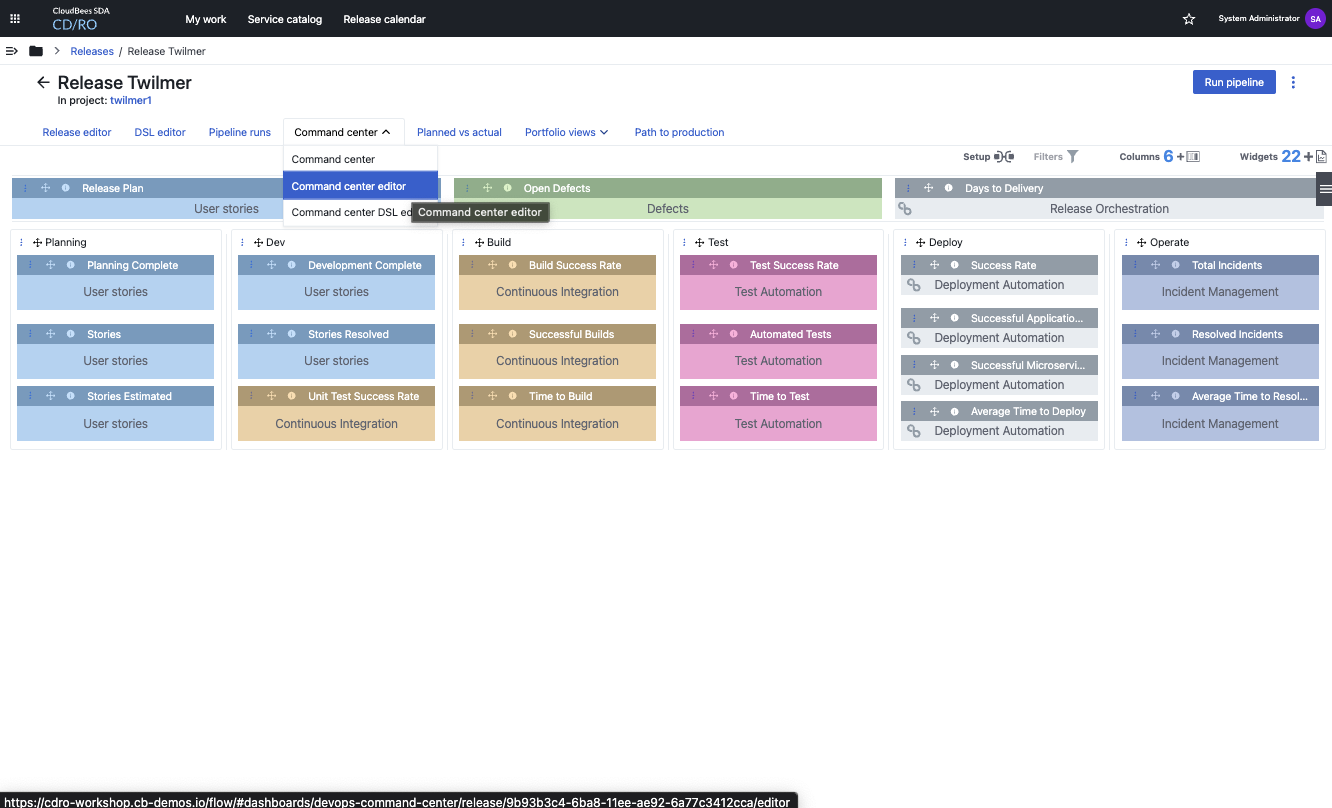 CloudBees SDA
CD/RO
My work
Service catalog
Release calendar
System Administrator
SA
Releases / Release Twilmer
Release Twilmer
In project: twilmer1
Run pipeline
Release editor
DSL editor
Pipeline runs
Command center
Planned vs actual
Portfolio views
Path to production
Command center
Command center editor
Command center DSL ed
Command center editor
Setup
Filters
Columns 6
Widgets 22
Release Plan
User stories
Open Defects
Defects
Days to Delivery
Release Orchestration
Planning
Planning Complete
User stories
Stories
User stories
Stories Estimated
User stories
Dev
Development Complete
User stories
Stories Resolved
User stories
Unit Test Success Rate
Continuous Integration
Build
Build Success Rate
Continuous Integration
Successful Builds
Continuous Integration
Time to Build
Continuous Integration
Test
Test Success Rate
Test Automation
Automated Tests
Test Automation
Time to Test
Test Automation
Deploy
Success Rate
Deployment Automation
Successful Applicatio...
Deployment Automation
Successful Microservi...
Deployment Automation
Average Time to Deploy
Deployment Automation
Operate
Total Incidents
Incident Management
Resolved Incidents
Incident Management
Average Time to Resol...
Incident Management
https://cdro-workshop.cb-demos.io/flow/#dashboards/devops-command-center/release/9b93b3c4-6ba8-11ee-ae92-6a77c3412cca/editor